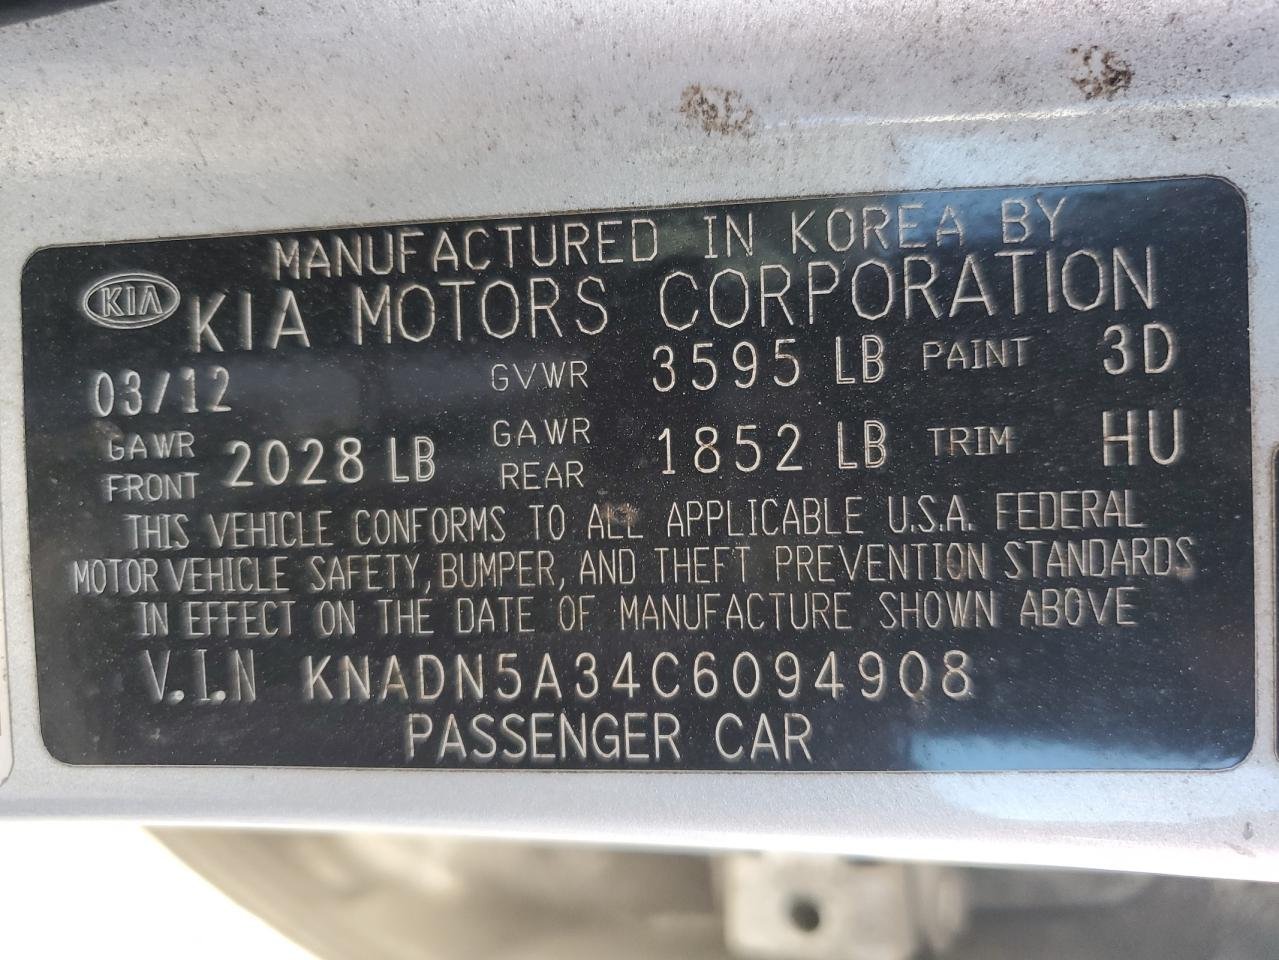 MANUFACTURED IN KOREA BY
KIA KIA MOTORS CORPORATION
03/12 GVWR 3595 LB PAINT 3D
GAWR FRONT 2028 LB GAWR REAR 1852 LB TRIM HU
THIS VEHICLE CONFORMS TO ALL APPLICABLE U.S.A. FEDERAL
MOTOR VEHICLE SAFETY, BUMPER, AND THEFT PREVENTION STANDARDS
IN EFFECT ON THE DATE OF MANUFACTURE SHOWN ABOVE
V.I.N KNADN5A34C6094908
PASSENGER CAR